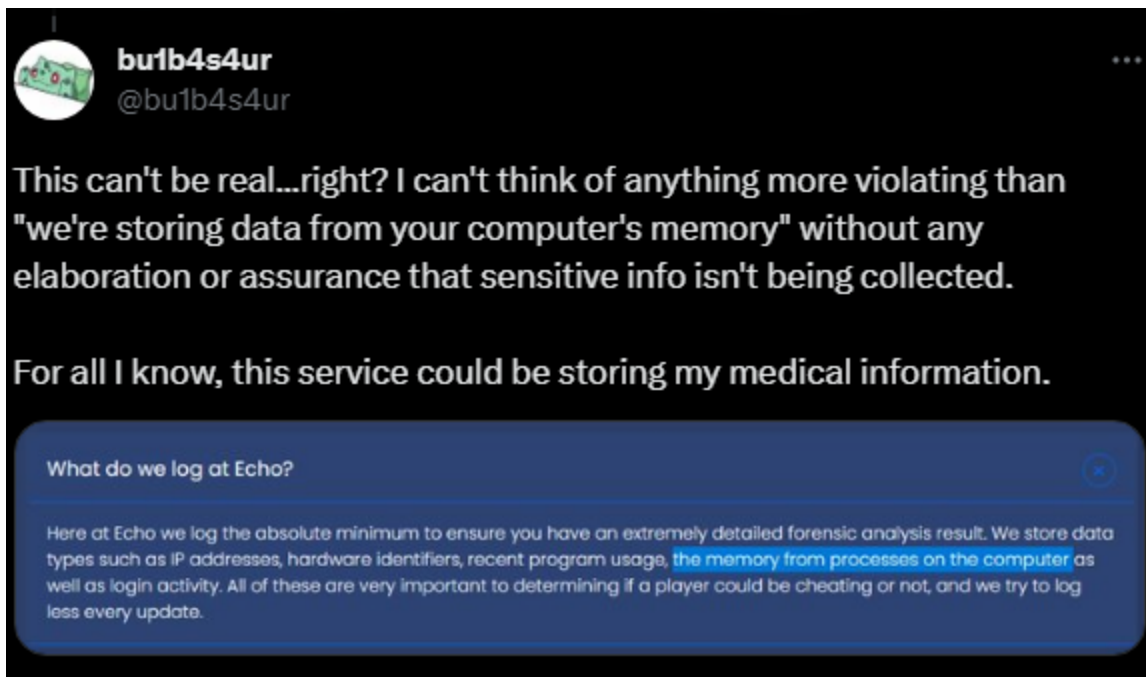 bu1b4s4ur
@bu1b4s4ur
This can't be real...right? I can't think of anything more violating than
"we're storing data from your computer's memory" without any
elaboration or assurance that sensitive info isn't being collected.
For all I know, this service could be storing my medical information.
What do we log at Echo?
Here at Echo we log the absolute minimum to ensure you have an extremely detailed forensic analysis result. We store data
types such as IP addresses, hardware identifiers, recent program usage, the memory from processes on the computer as
well as login activity. All of these are very important to determining if a player could be cheating or not, and we try to log
less every update.